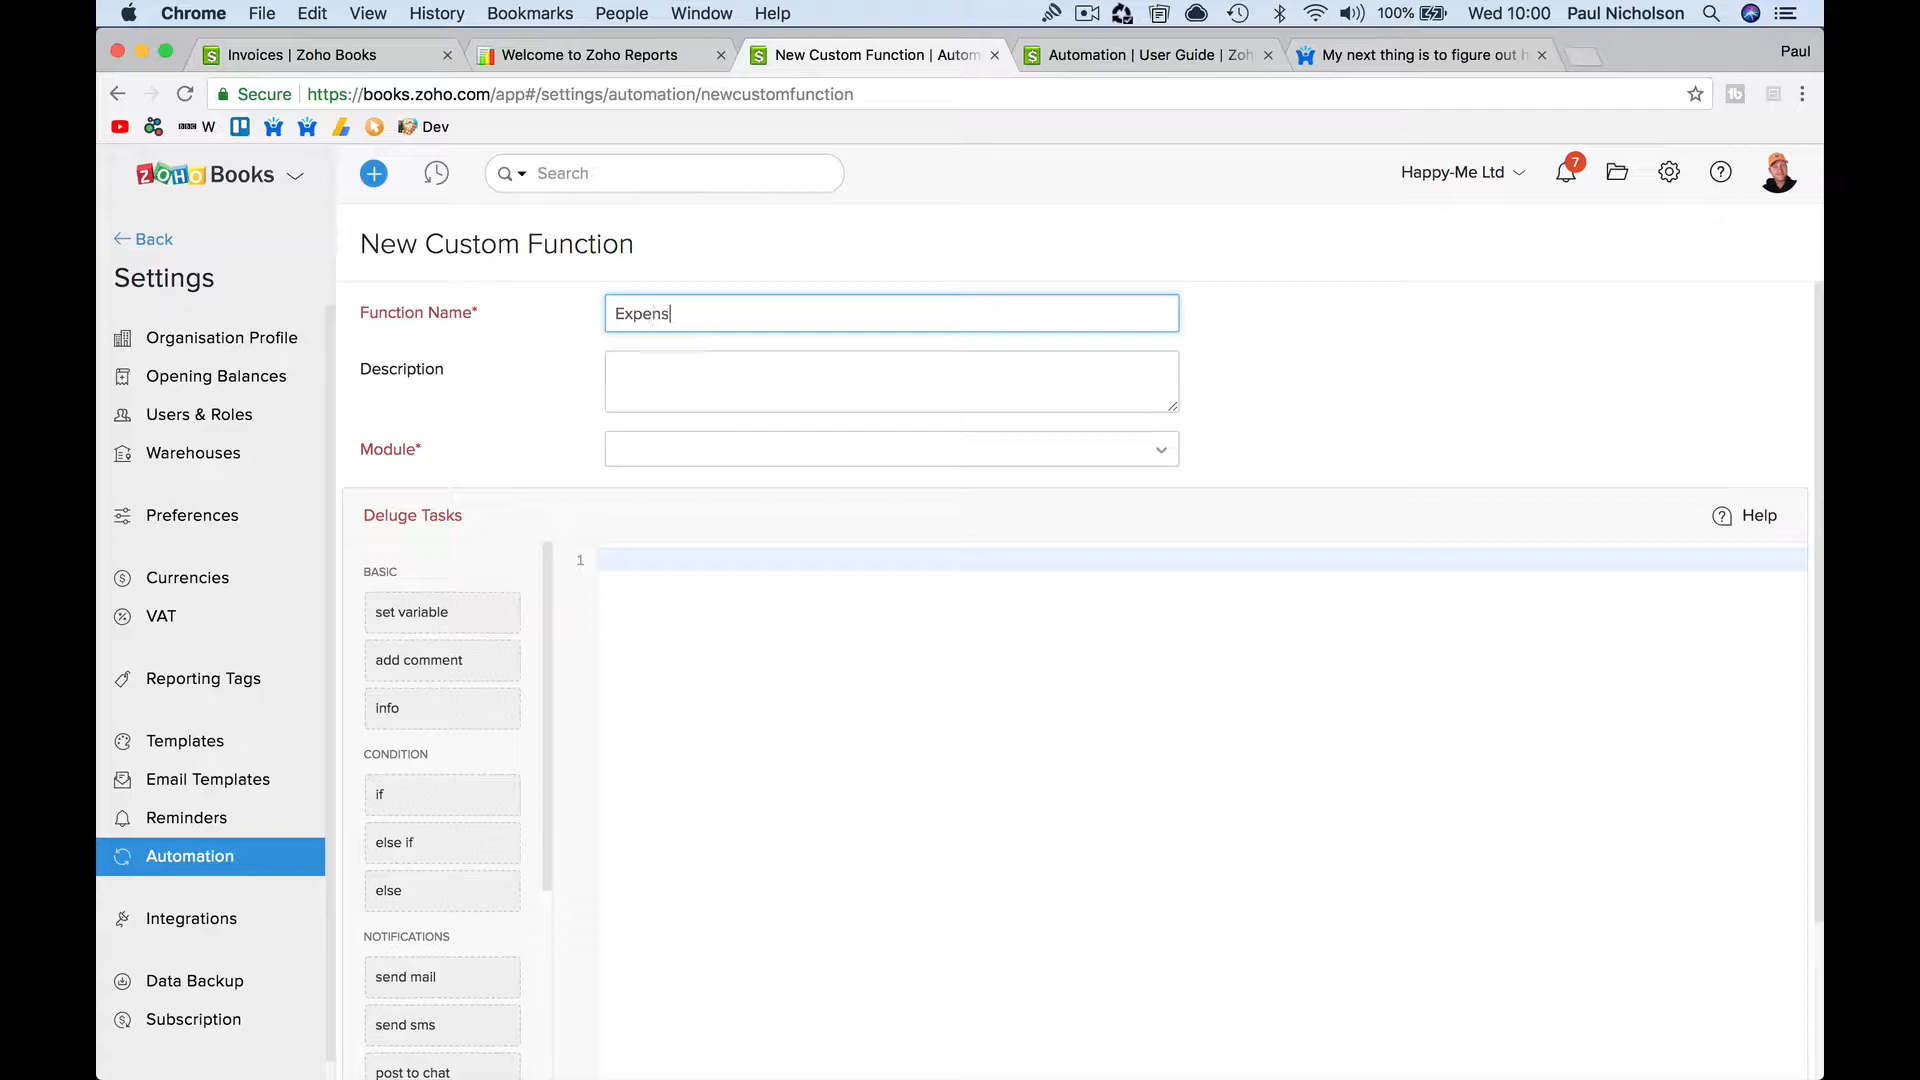 Chrome File Edit View History Bookmarks People Window Help 100% Wed 10:00 Paul Nicholson
Invoices | Zoho Books
Welcome to Zoho Reports
New Custom Function | Autom
Automation | User Guide | Zoh
My next thing is to figure out h
Paul
Secure https://books.zoho.com/app#/settings/automation/newcustomfunction
BBC W Dev
ZOHO Books
Search
Happy-Me Ltd
7
Back
Settings
Organisation Profile
Opening Balances
Users & Roles
Warehouses
Preferences
Currencies
VAT
Reporting Tags
Templates
Email Templates
Reminders
Automation
Integrations
Data Backup
Subscription
New Custom Function
Function Name*
Expens
Description
Module*
Deluge Tasks
Help
BASIC
set variable
add comment
info
CONDITION
if
else if
else
NOTIFICATIONS
send mail
send sms
post to chat
1